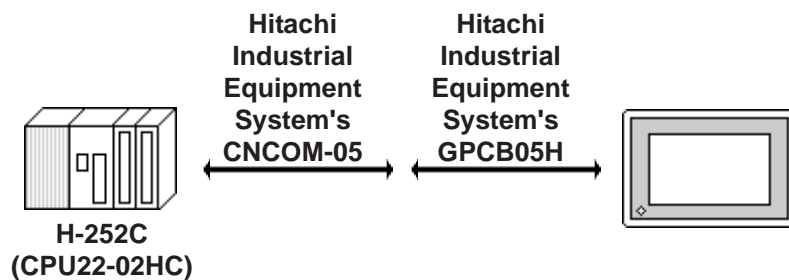 Hitachi
Industrial
Equipment
System's
CNCOM-05
Hitachi
Industrial
Equipment
System's
GPCB05H
H-252C
(CPU22-02HC)